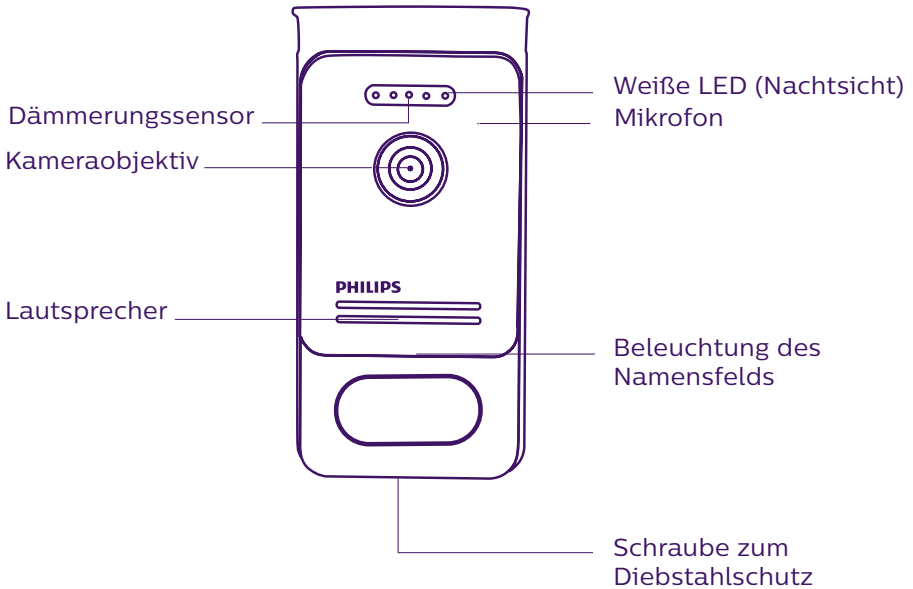 Weiße LED (Nachtsicht)
Dämmerungssensor
Mikrofon
Kameraobjektiv
PHILIPS
Lautsprecher
Beleuchtung des
Namensfelds
Schraube zum
Diebstahlschutz